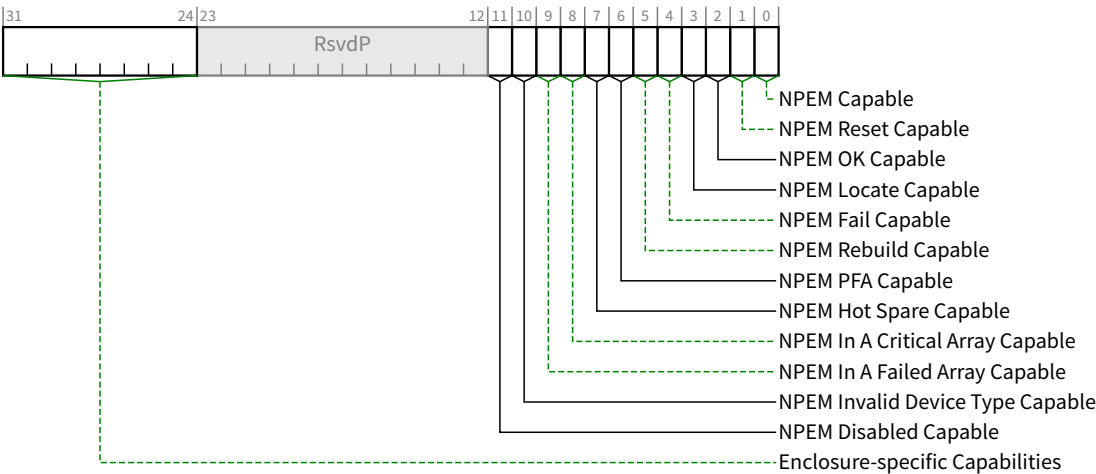 31 24 23 12 11 10 9 8 7 6 5 4 3 2 1 0
RsvdP
NPEM Capable
NPEM Reset Capable
NPEM OK Capable
NPEM Locate Capable
NPEM Fail Capable
NPEM Rebuild Capable
NPEM PFA Capable
NPEM Hot Spare Capable
NPEM In A Critical Array Capable
NPEM In A Failed Array Capable
NPEM Invalid Device Type Capable
NPEM Disabled Capable
Enclosure-specific Capabilities